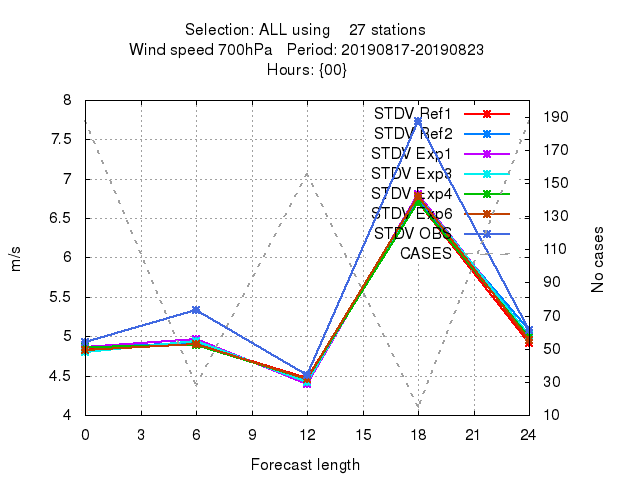 Selection: ALL using    27 stations
Wind speed 700hPa   Period: 20190817-20190823
Hours: {00}
8
7.5
7
6.5
6
5.5
5
4.5
4
m/s
STDV Ref1
STDV Ref2
STDV Exp1
STDV Exp3
STDV Exp4
STDV Exp6
STDV OBS
CASES
190
170
150
130
110
90
70
50
30
10
No cases
0 3 6 9 12 15 18 21 24
Forecast length